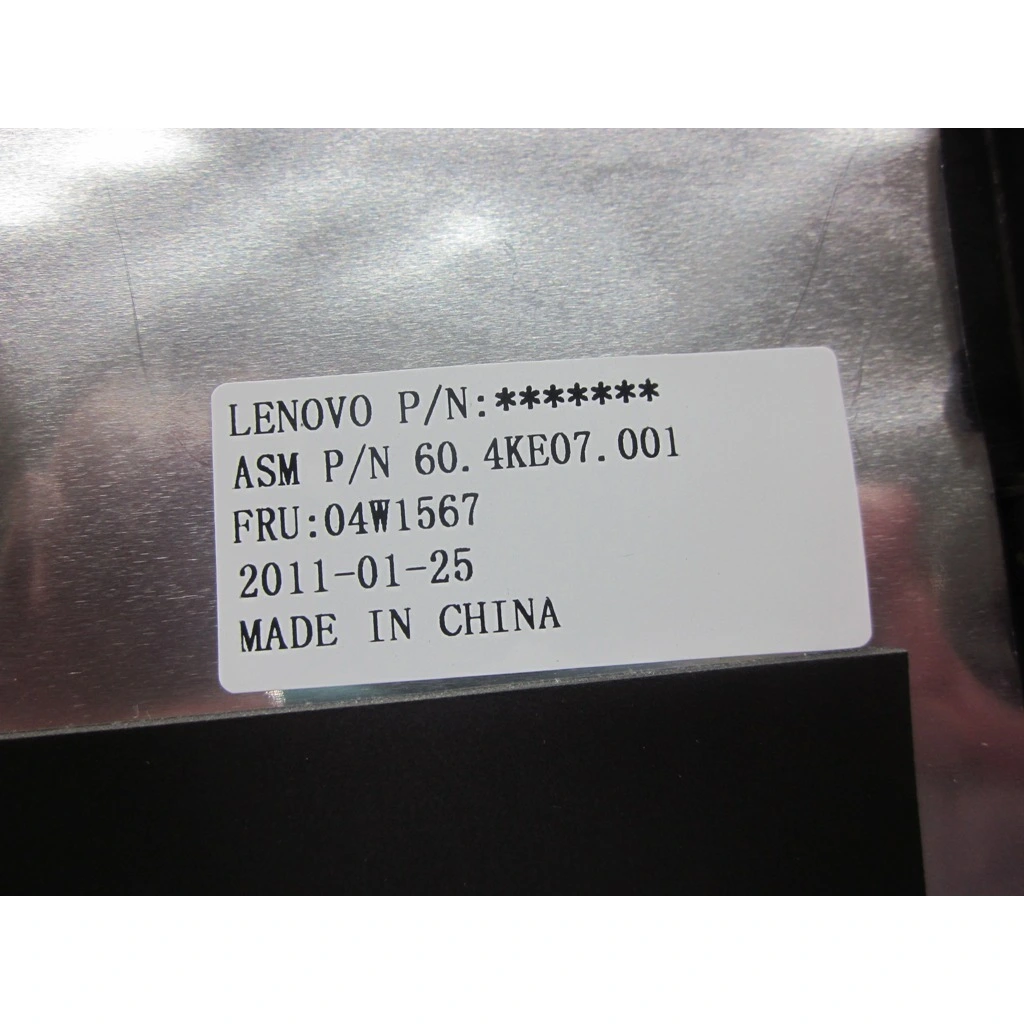 LENOVO P/N:*******
ASM P/N 60.4KE07.001
FRU:04W1567
2011-01-25
MADE IN CHINA